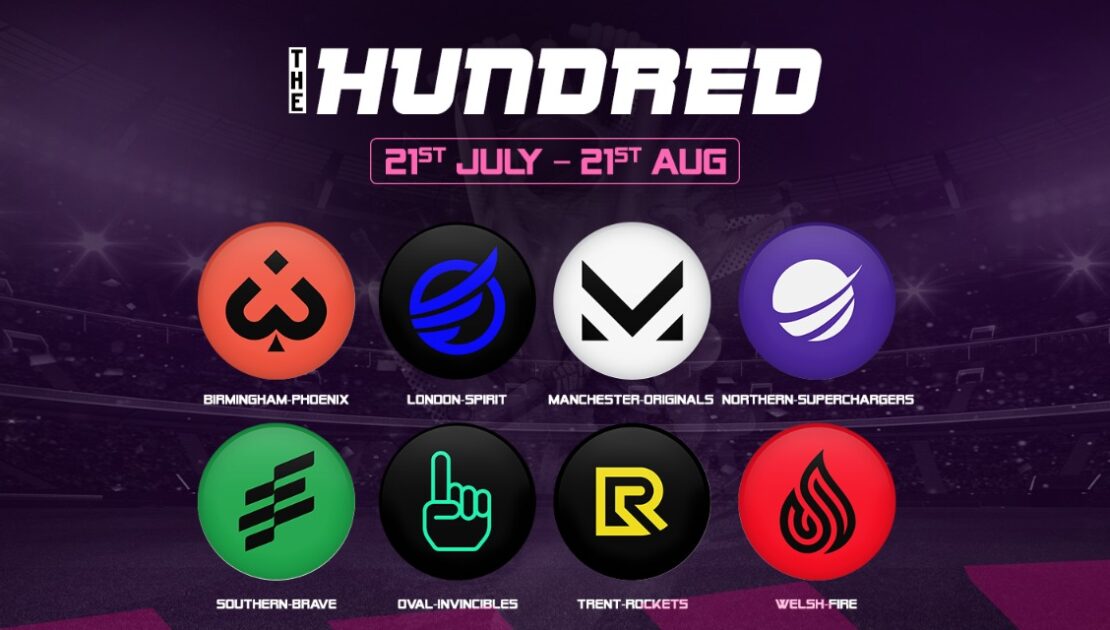 THE HUNDRED
21ST JULY – 21ST AUG
BIRMINGHAM-PHOENIX
LONDON-SPIRIT
MANCHESTER-ORIGINALS
NORTHERN-SUPERCHARGERS
SOUTHERN-BRAVE
OVAL-INVINCIBLES
TRENT-ROCKETS
WELSH-FIRE